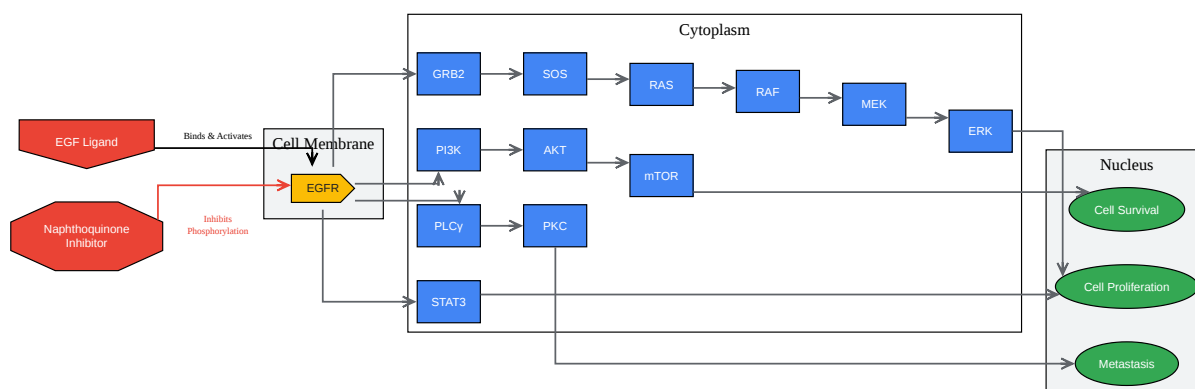 Cytoplasm
GRB2
SOS
RAS
RAF
MEK
ERK
EGF Ligand
Binds & Activates
Cell Membrane
PI3K
AKT
mTOR
Nucleus
EGFR
Cell Survival
Naphthoquinone
Inhibitor
Inhibits
Phosphorylation
PLCγ
PKC
Cell Proliferation
STAT3
Metastasis